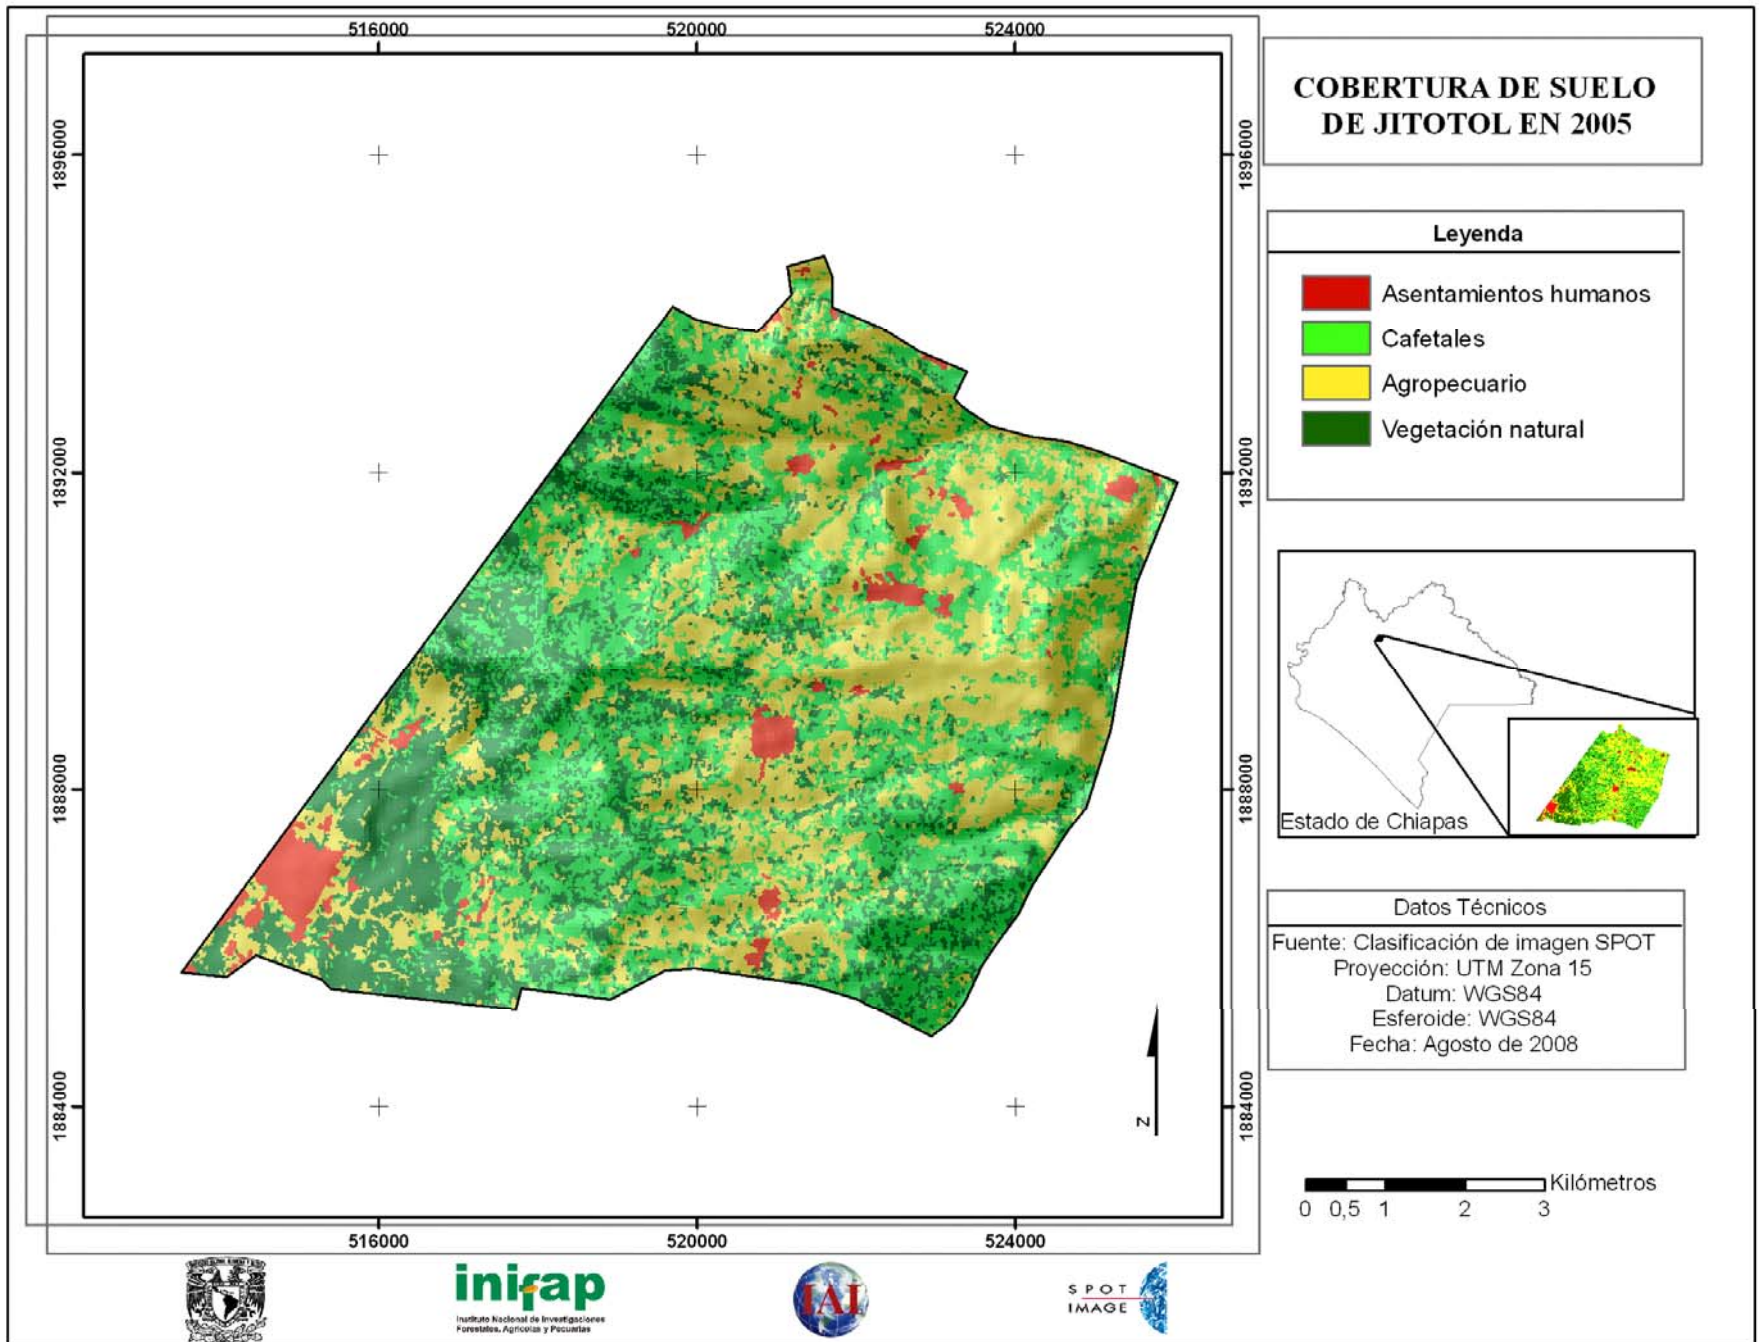 516000
520000
524000
COBERTURA DE SUELO
DE JITOTOL EN 2005
1896000
1896000
Leyenda
Asentamientos humanos
Cafetales
Agropecuario
Vegetación natural
1892000
1892000
Estado de Chiapas
1888000
1888000
Datos Técnicos
Fuente: Clasificación de imagen SPOT
Proyección: UTM Zona 15
Datum: WGS84
Esferoide: WGS84
Fecha: Agosto de 2008
1884000
1884000
N
Kilómetros
0 0,5 1 2 3
516000
520000
524000
inifap
Instituto Nacional de Investigaciones
Forestales, Agrícolas y Pecuarias
IAI
SPOT
IMAGE